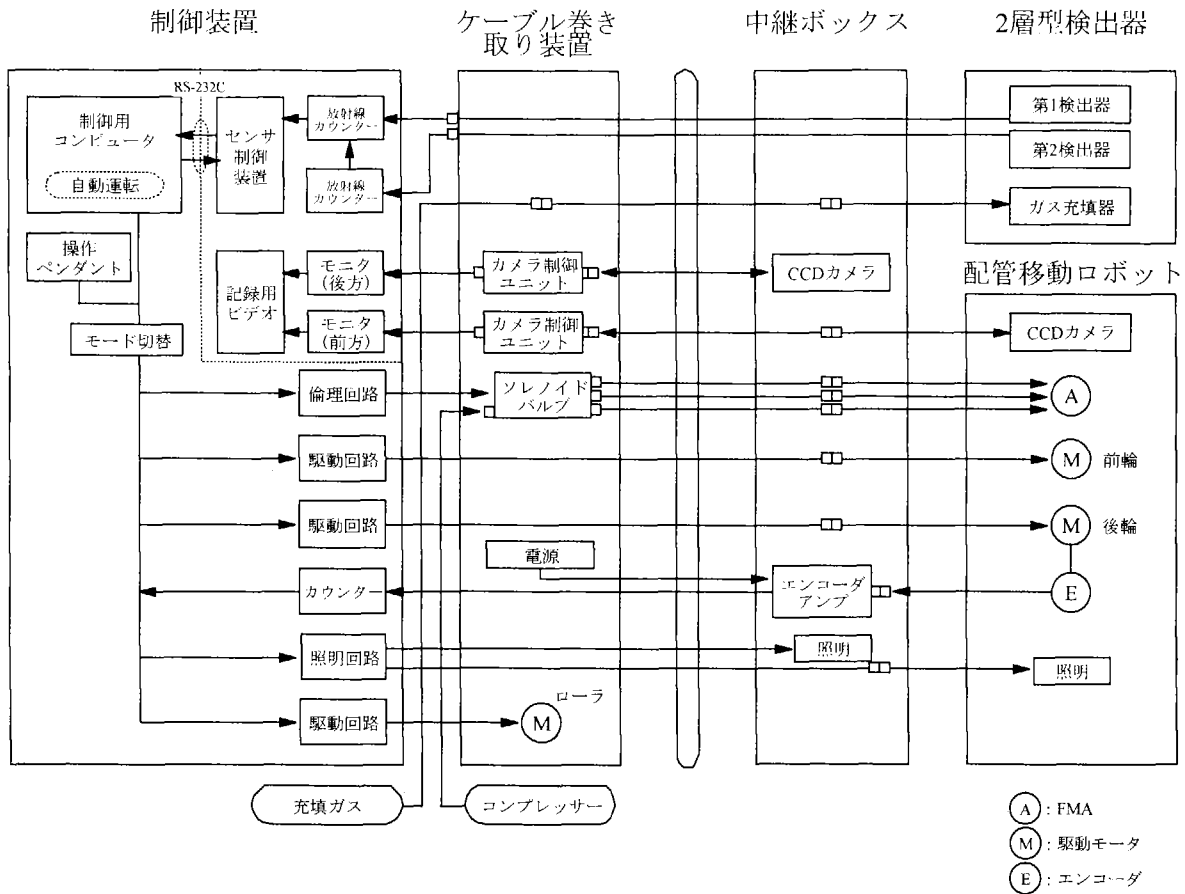 制御装置
ケーブル巻き
取り装置
中継ボックス
2層型検出器
RS-232C
制御用
コンピュータ
自動運転
センサ
制御
装置
放射線
カウンター
放射線
カウンター
第1検出器
第2検出器
ガス充填器
操作
ペンダント
記録用
ビデオ
モニタ
(後方)
カメラ制御
ユニット
CCDカメラ
配管移動ロボット
モニタ
(前方)
カメラ制御
ユニット
CCDカメラ
モード切替
倫理回路
ソレノイド
バルブ
A
駆動回路
M
前輪
駆動回路
M
後輪
電源
カウンター
エンコーダ
アンプ
E
照明回路
照明
照明
ローラ
駆動回路
M
充填ガス
コンプレッサー
A : FMA
M : 駆動モータ
E : エンコーダ